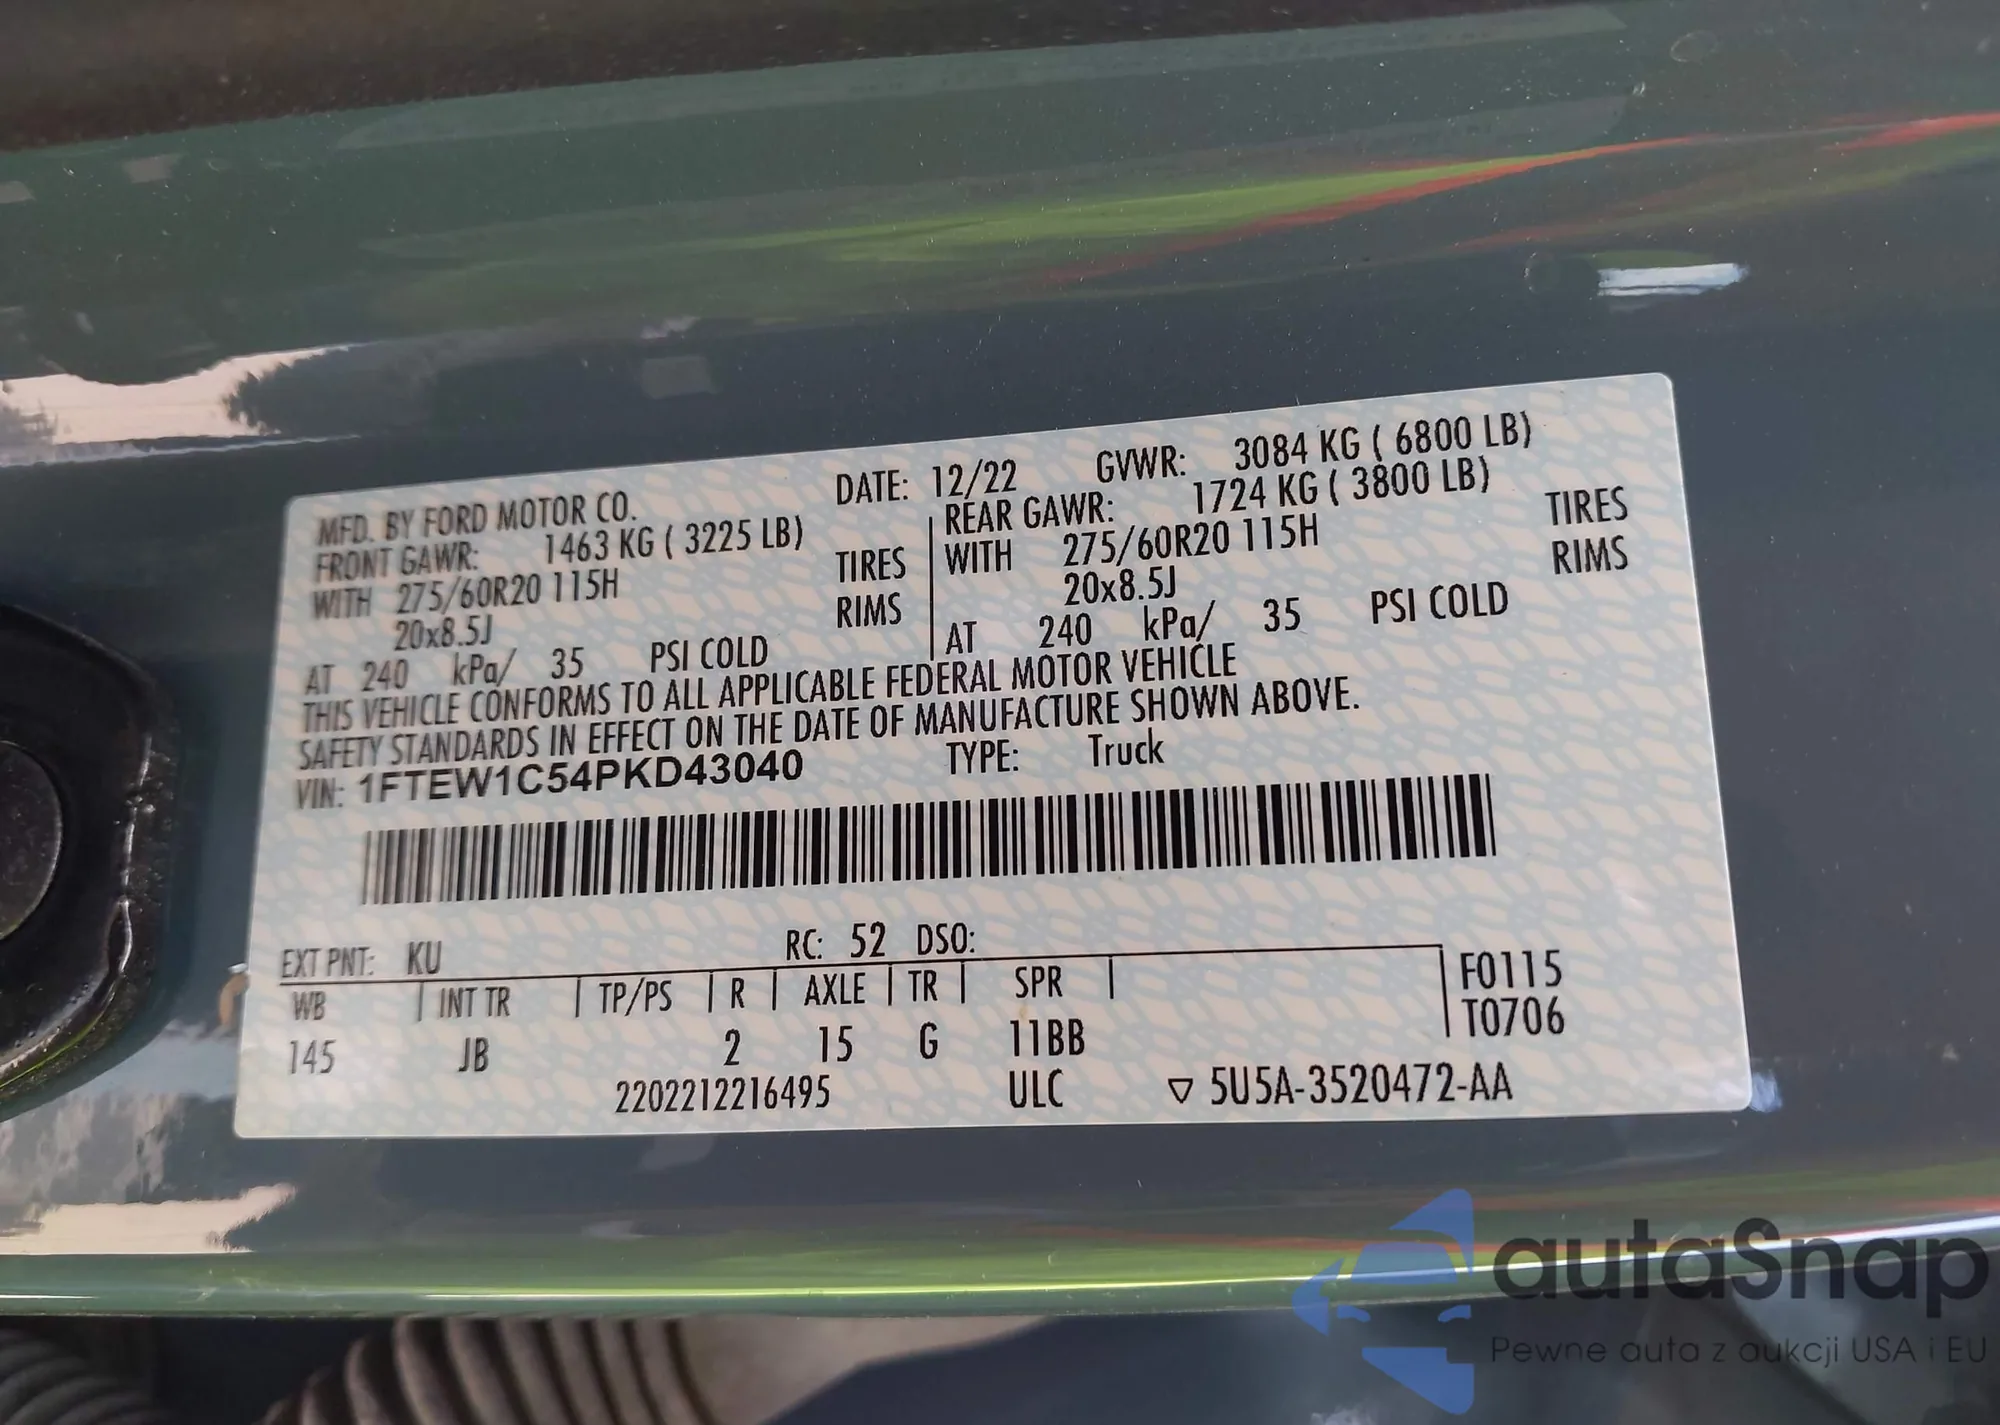 MFD. BY FORD MOTOR CO. DATE: 12/22 GVWR: 3084 KG ( 6800 LB)
FRONT GAWR: 1463 KG ( 3225 LB) REAR GAWR: 1724 KG ( 3800 LB)
WITH 275/60R20 115H TIRES WITH 275/60R20 115H TIRES
20x8.5J RIMS 20x8.5J RIMS
AT 240 kPa/ 35 PSI COLD AT 240 kPa/ 35 PSI COLD
THIS VEHICLE CONFORMS TO ALL APPLICABLE FEDERAL MOTOR VEHICLE
SAFETY STANDARDS IN EFFECT ON THE DATE OF MANUFACTURE SHOWN ABOVE.
VIN: 1FTEW1C54PKD43040 TYPE: Truck
EXT PNT: KU RC: 52 DSO:
WB INT TR TP/PS R AXLE TR SPR F0115
145 JB 2 15 G 11BB T0706
2202212216495 ULC ▽ 5U5A-3520472-AA
autaSnap
Pewne auta z aukcji USA i EU